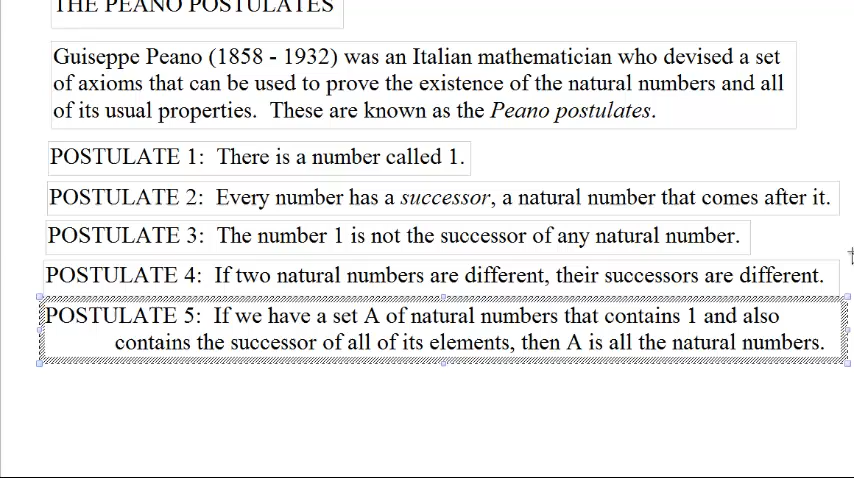 THE PEANO POSTULATES
Guiseppe Peano (1858 - 1932) was an Italian mathematician who devised a set
of axioms that can be used to prove the existence of the natural numbers and all
of its usual properties.  These are known as the Peano postulates.
POSTULATE 1:  There is a number called 1.
POSTULATE 2:  Every number has a successor, a natural number that comes after it.
POSTULATE 3:  The number 1 is not the successor of any natural number.
POSTULATE 4:  If two natural numbers are different, their successors are different.
POSTULATE 5:  If we have a set A of natural numbers that contains 1 and also
contains the successor of all of its elements, then A is all the natural numbers.